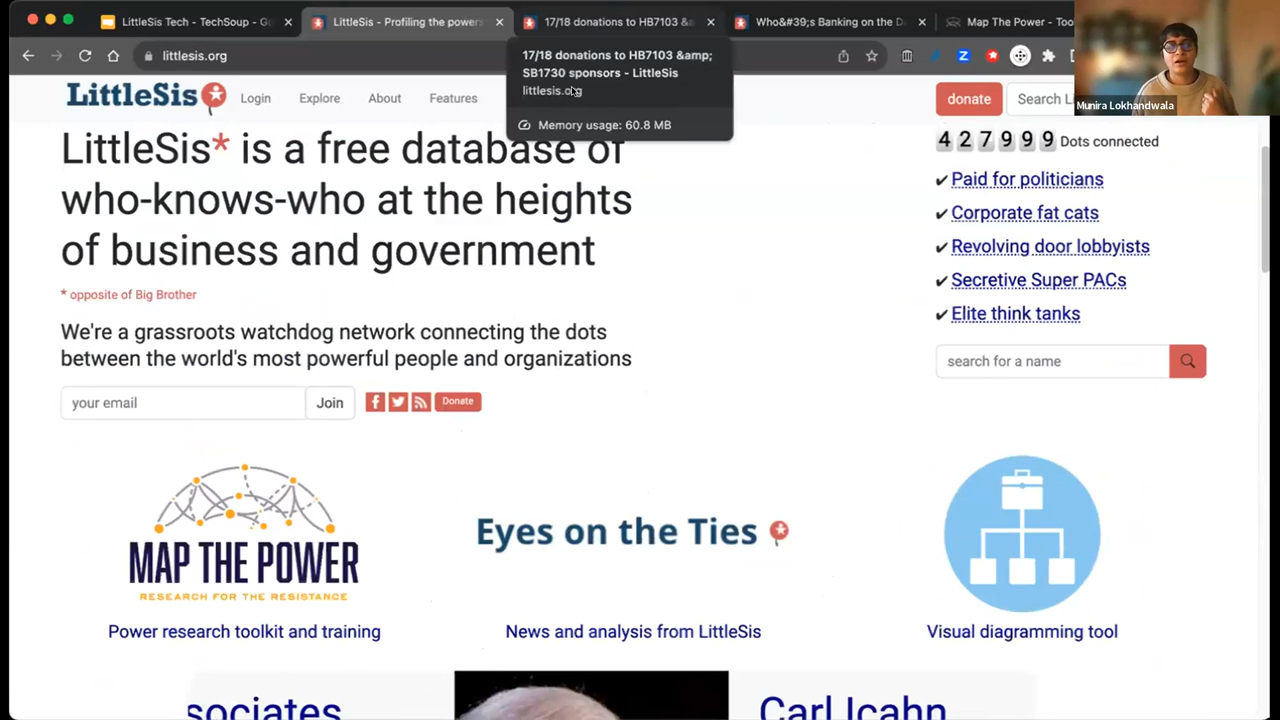 LittleSis Tech - TechSoup - Go
LittleSis - Profiling the powers
17/18 donations to HB7103 &a
Who&#39;s Banking on the D
Map The Power - Tool
littlesis.org
17/18 donations to HB7103 &amp;
SB1730 sponsors - LittleSis
littlesis.org
Memory usage: 60.8 MB
Munira Lokhandwala
LittleSis
Login
Explore
About
Features
donate
Search Li
LittleSis* is a free database of
who-knows-who at the heights
of business and government
* opposite of Big Brother
We're a grassroots watchdog network connecting the dots
between the world's most powerful people and organizations
your email
Join
Donate
427999 Dots connected
✔ Paid for politicians
✔ Corporate fat cats
✔ Revolving door lobbyists
✔ Secretive Super PACs
✔ Elite think tanks
search for a name
MAP THE POWER
RESEARCH FOR THE RESISTANCE
Power research toolkit and training
Eyes on the Ties
News and analysis from LittleSis
Visual diagramming tool
sociates
Carl Icahn